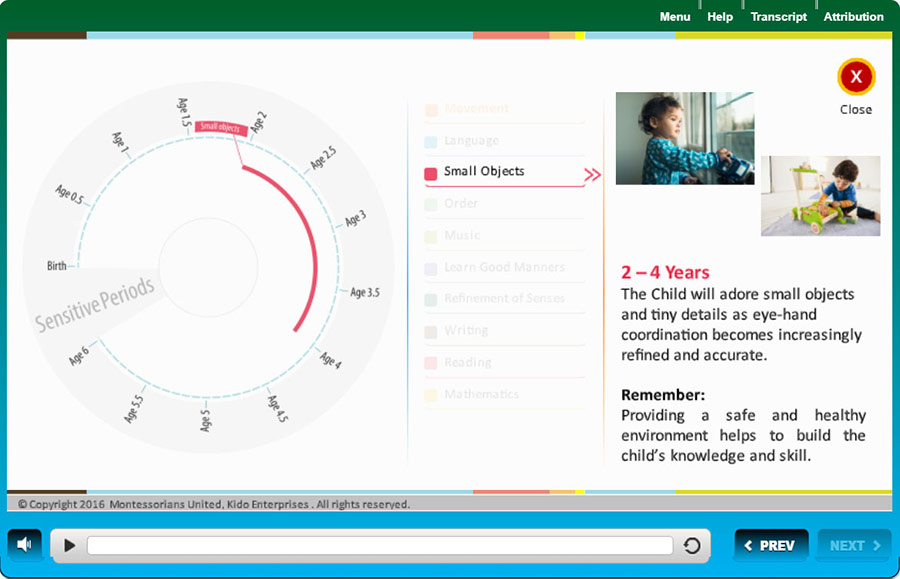 Menu Help Transcript Attribution
X
Close
Age 1.5
Small objects
Age 2
Age 1
Age 2.5
Age 0.5
Age 3
Birth
Age 3.5
Sensitive Periods
Age 6
Age 4
Age 5.5
Age 5
Age 4.5
Movement
Language
Small Objects
Order
Music
Learn Good Manners
Refinement of Senses
Writing
Reading
Mathematics
2 – 4 Years
The Child will adore small objects
and tiny details as eye-hand
coordination becomes increasingly
refined and accurate.
Remember:
Providing a safe and healthy
environment helps to build the
child's knowledge and skill.
© Copyright 2016 Montessorians United, Kido Enterprises . All rights reserved.
PREV
NEXT